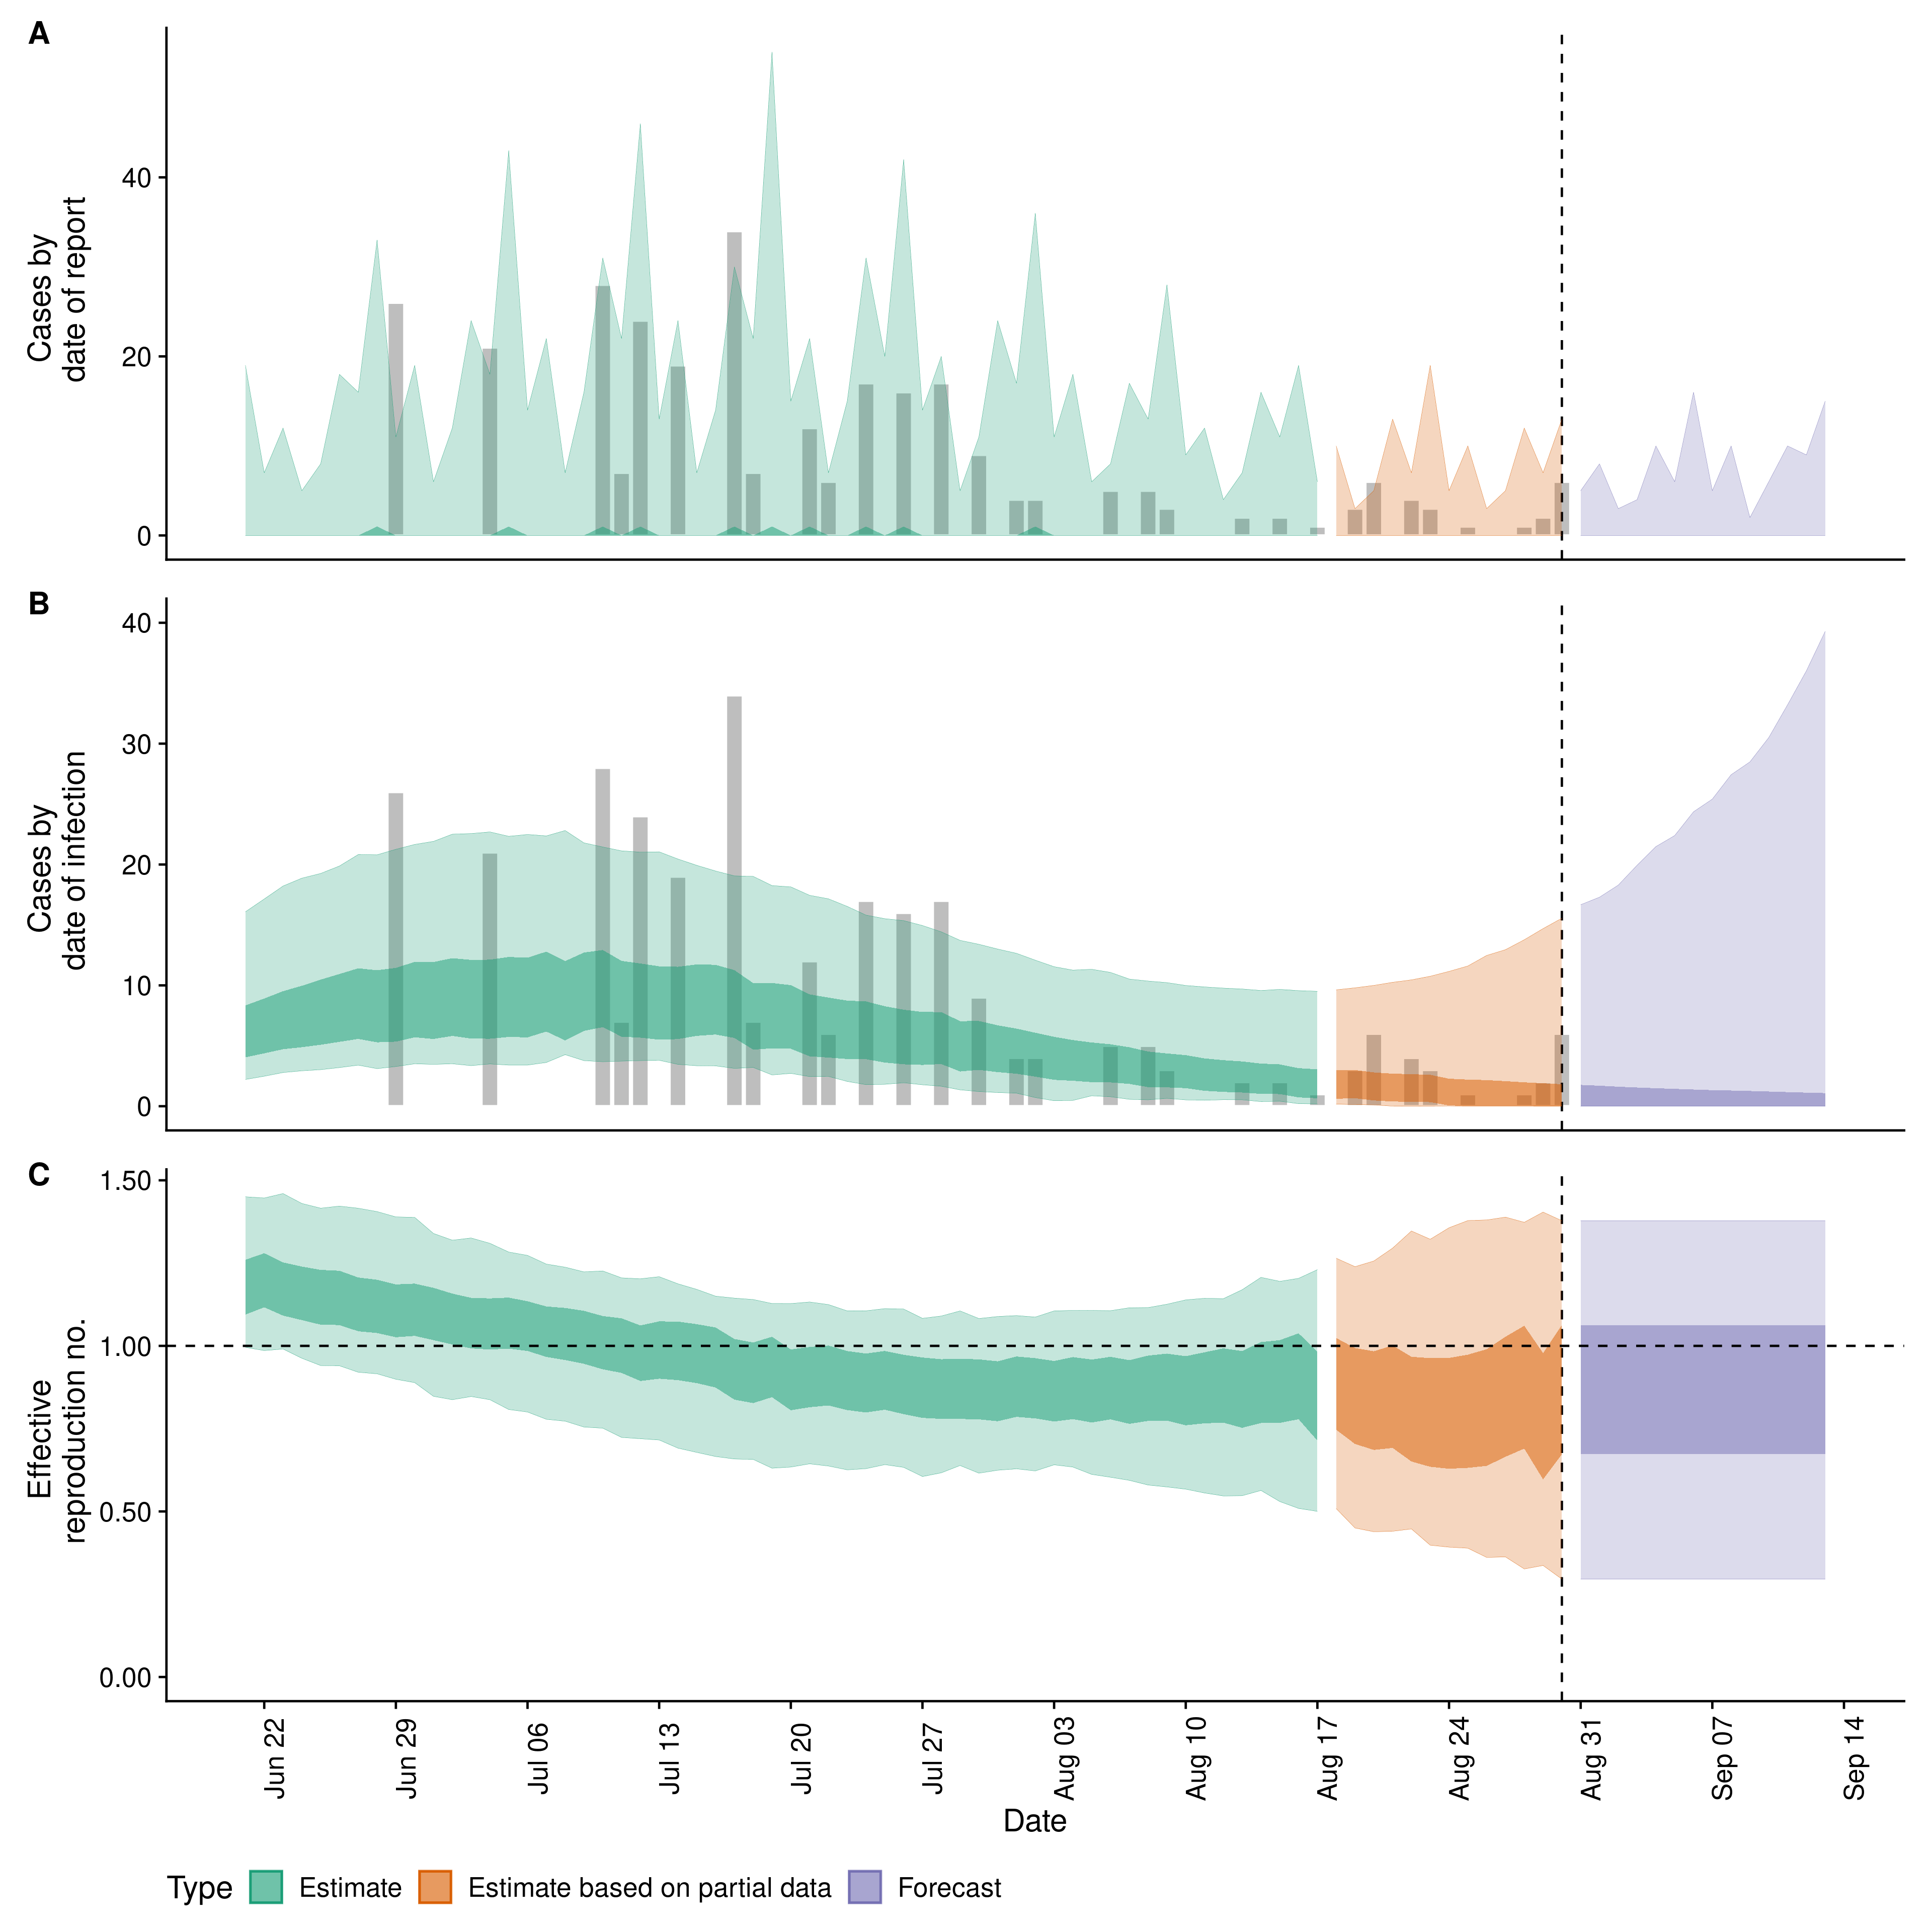 A
Cases by
date of report
40
20
0
B
Cases by
date of infection
40
30
20
10
0
C
Effective
reproduction no.
1.50
1.00
0.50
0.00
Jun 22
Jun 29
Jul 06
Jul 13
Jul 20
Jul 27
Aug 03
Aug 10
Aug 17
Aug 24
Aug 31
Sep 07
Sep 14
Date
Type Estimate Estimate based on partial data Forecast